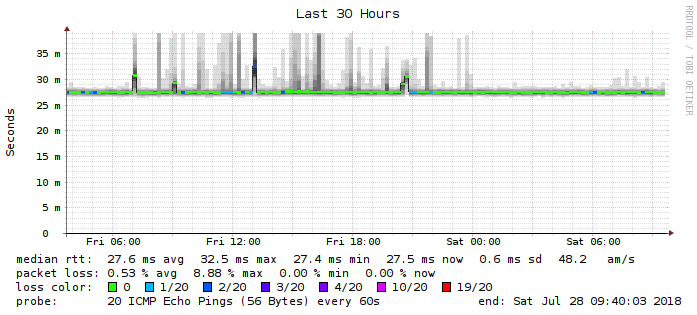 Last 30 Hours
RRDTOOL / TOBI OETIKER
Seconds
35 m
30 m
25 m
20 m
15 m
10 m
5 m
0
Fri 06:00 Fri 12:00 Fri 18:00 Sat 00:00 Sat 06:00
median rtt: 27.6 ms avg 32.5 ms max 27.4 ms min 27.5 ms now 0.6 ms sd 48.2 am/s
packet loss: 0.53 % avg 8.88 % max 0.00 % min 0.00 % now
loss color: 0 1/20 2/20 3/20 4/20 10/20 19/20
probe: 20 ICMP Echo Pings (56 Bytes) every 60s end: Sat Jul 28 09:40:03 2018